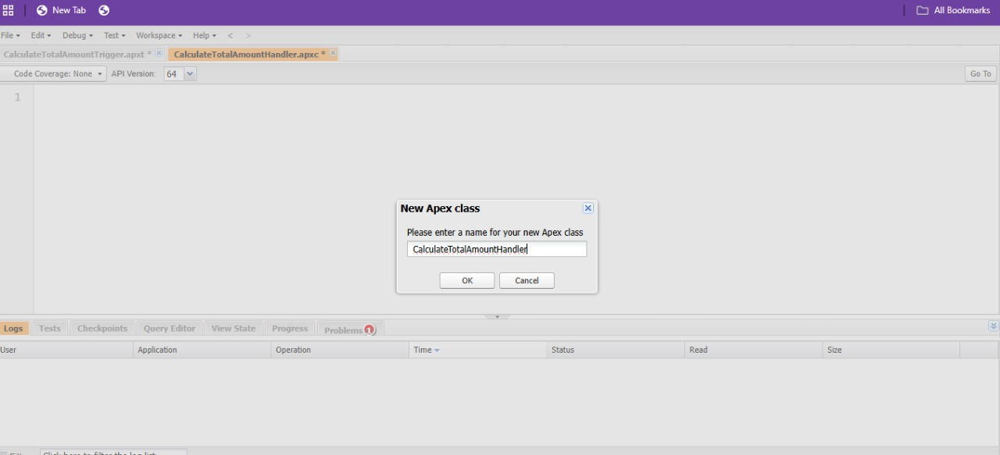 New Tab All Bookmarks
File Edit Debug Test Workspace Help < >
CalculateTotalAmountTrigger.apxt * CalculateTotalAmountHandler.apxc *
Code Coverage: None API Version: 64 Go To
1
New Apex class
Please enter a name for your new Apex class
CalculateTotalAmountHandler
OK Cancel
Logs Tests Checkpoints Query Editor View State Progress Problems 1
User Application Operation Time Status Read Size
Click here to filter the log list